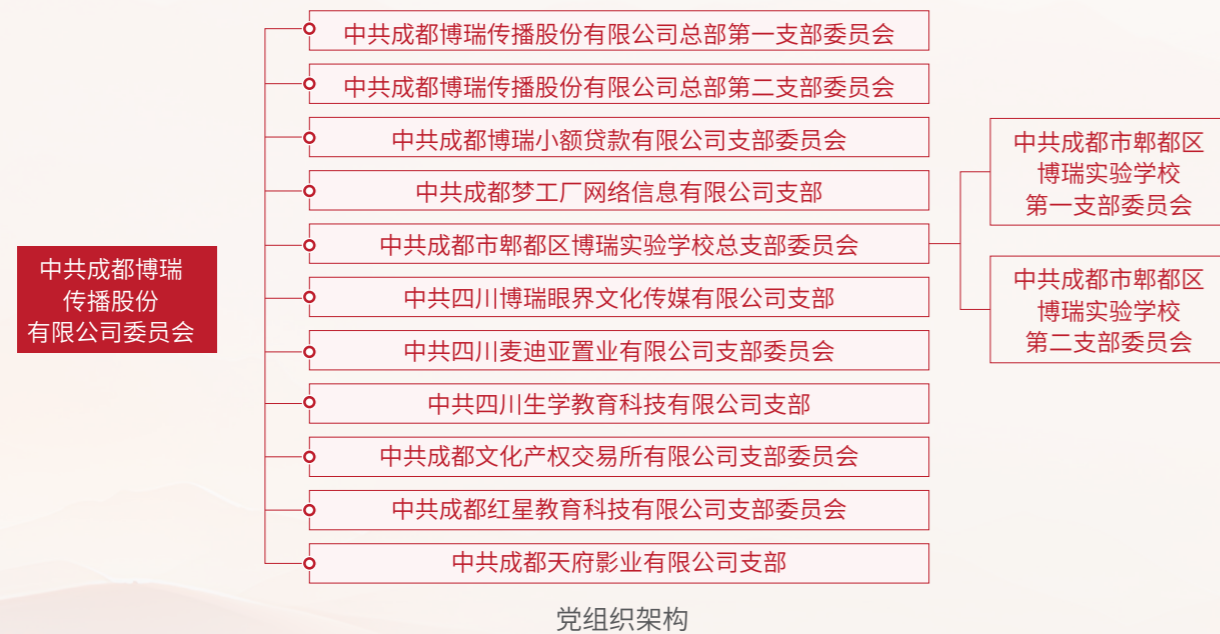 中共成都博瑞
传播股份
有限公司委员会
中共成都博瑞传播股份有限公司总部第一支部委员会
中共成都博瑞传播股份有限公司总部第二支部委员会
中共成都博瑞小额贷款有限公司支部委员会
中共成都梦工厂网络信息有限公司支部
中共成都市郫都区博瑞实验学校总支部委员会
中共四川博瑞眼界文化传媒有限公司支部
中共四川麦迪亚置业有限公司支部委员会
中共四川生学教育科技有限公司支部
中共成都文化产权交易所有限公司支部委员会
中共成都红星教育科技有限公司支部委员会
中共成都天府影业有限公司支部
中共成都市郫都区
博瑞实验学校
第一支部委员会
中共成都市郫都区
博瑞实验学校
第二支部委员会
党组织架构